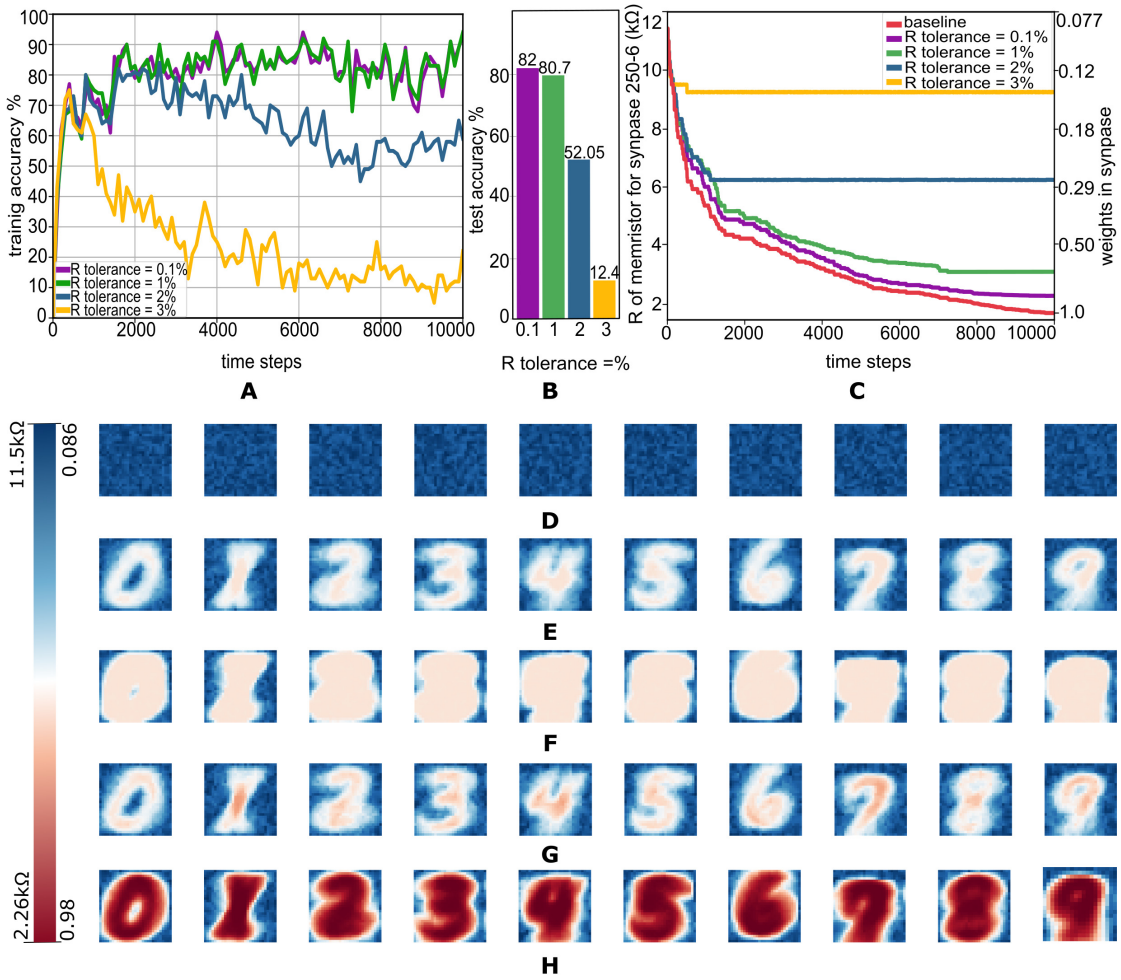 100
90
80
70
60
50
40
30
20
10
0
trainig accuracy %
R tolerance = 0.1%
R tolerance = 1%
R tolerance = 2%
R tolerance = 3%
0 2000 4000 6000 8000 10000
time steps
A
80
60
40
20
0
test accuracy %
82 80.7
52.05
12.4
0.1 1 2 3
R tolerance =%
B
12
10
8
6
4
2
R of memristor for synpase 250-6 (kΩ)
baseline
R tolerance = 0.1%
R tolerance = 1%
R tolerance = 2%
R tolerance = 3%
0.077
0.12
0.18
0.29
0.50
1.0
weights in synpase
0 2000 4000 6000 8000 10000
time steps
C
11.5kΩ
0.086
2.26kΩ
0.98
D
E
F
G
H